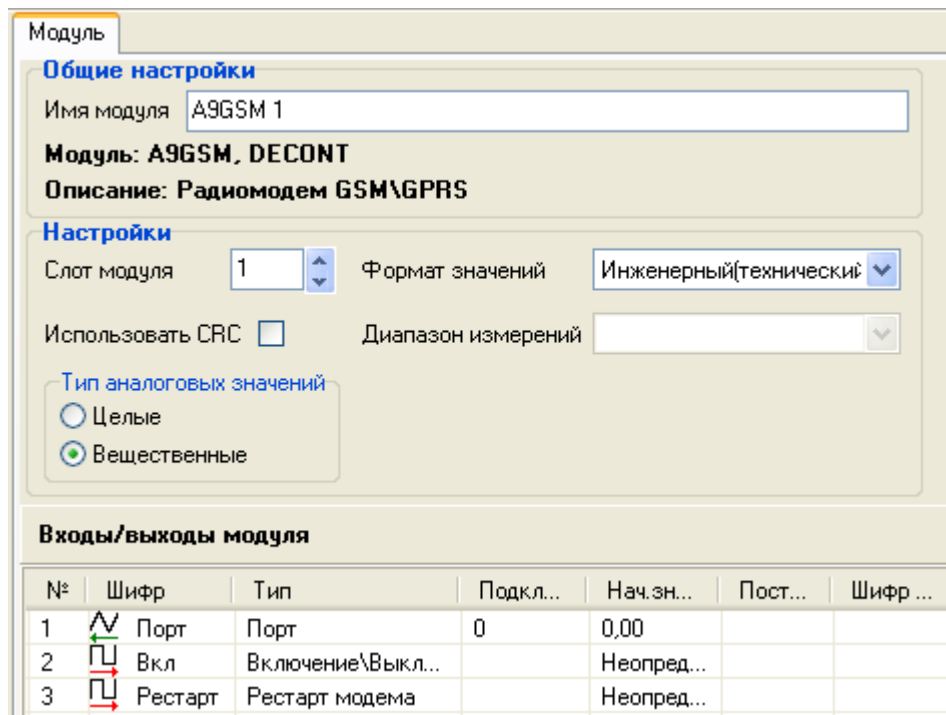 Модуль
Общие настройки
Имя модуля A9GSM 1
Модуль: A9GSM, DECONT
Описание: Радиомодем GSM\GPRS
Настройки
Слот модуля 1 Формат значений Инженерный(технический
Использовать CRC Диапазон измерений
Тип аналоговых значений
Целые
Вещественные
Входы/выходы модуля
№ Шифр Тип Подкл... Нач.зн... Пост... Шифр ...
1 Порт Порт 0 0,00
2 Вкл Включение\Выкл... Неопред...
3 Рестарт Рестарт модема Неопред...